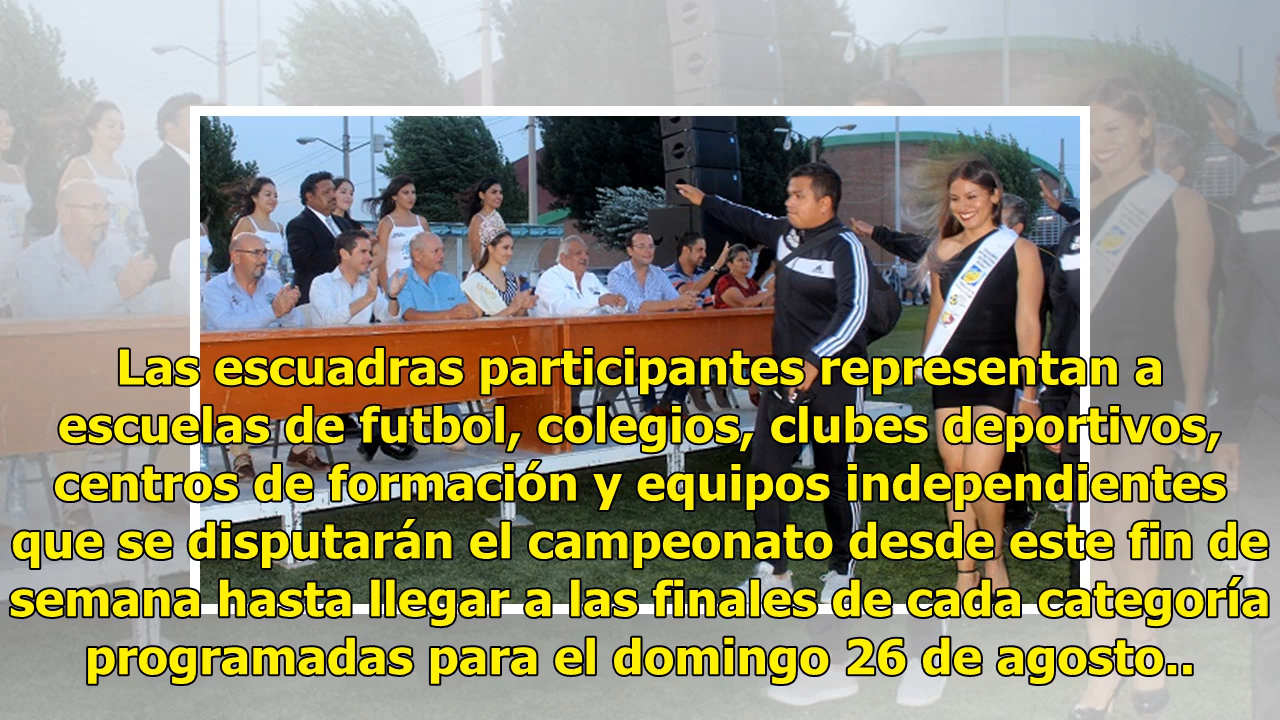 Las escuadras participantes representan a
escuelas de futbol, colegios, clubes deportivos,
centros de formación y equipos independientes
que se disputarán el campeonato desde este fin de
semana hasta llegar a las finales de cada categoría
programadas para el domingo 26 de agosto..